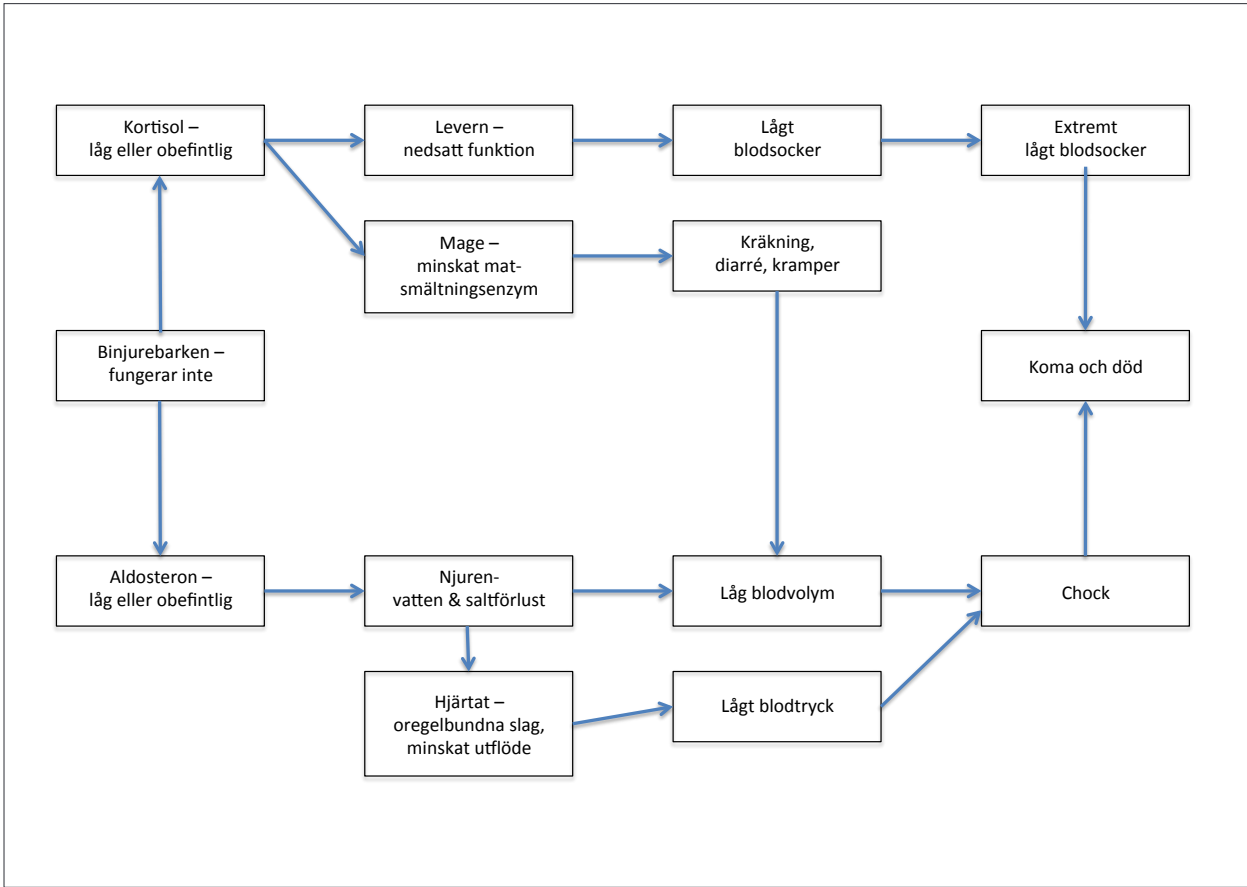 Kortisol –
låg eller obefintlig
Levern –
nedsatt funktion
Lågt
blodsocker
Extremt
lågt blodsocker
Mage –
minskat mat-
smältningsenzym
Kräkning,
diarré, kramper
Binjurebarken –
fungerar inte
Koma och död
Aldosteron –
låg eller obefintlig
Njuren-
vatten & saltförlust
Låg blodvolym
Chock
Hjärtat –
oregelbundna slag,
minskat utflöde
Lågt blodtryck